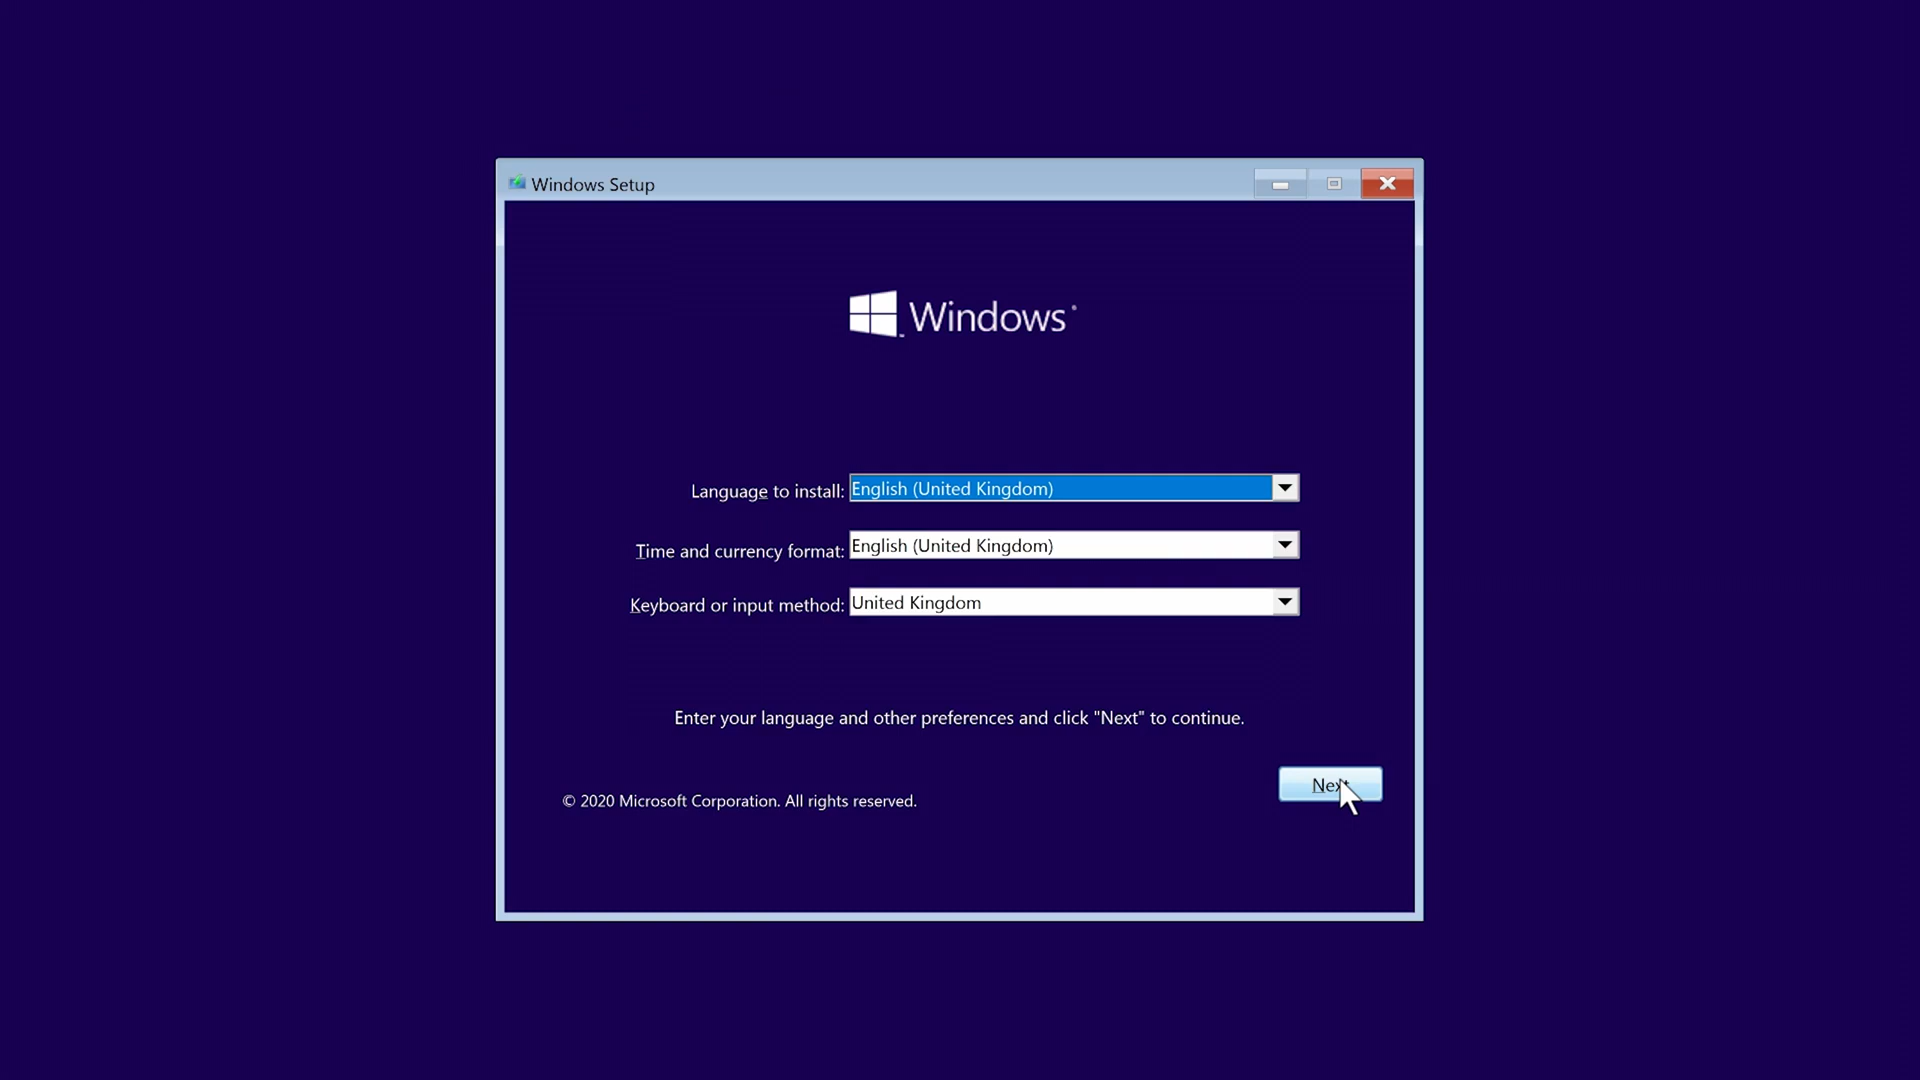 Windows Setup
Windows
Language to install: English (United Kingdom)
Time and currency format: English (United Kingdom)
Keyboard or input method: United Kingdom
Enter your language and other preferences and click "Next" to continue.
Next
© 2020 Microsoft Corporation. All rights reserved.